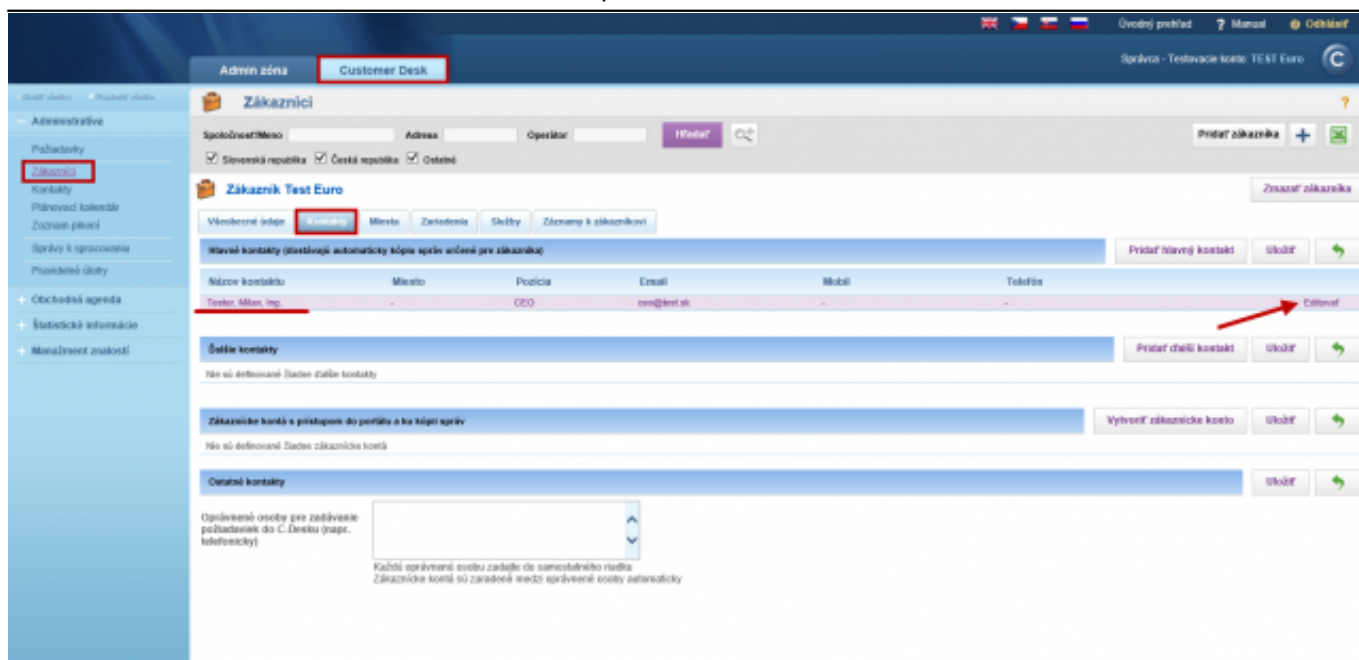 Úvodný prehľad ? Manual Odhlásiť
Admin zóna Customer Desk Správca - Testovacie konto: TEST Euro
Zákazníci ?
Administratíva
Spoločnosť/Meno Adresa Operátor Hľadať Pridať zákazníka
Požiadavky
Slovenská republika Česká republika Ostatné
Zákazníci
Kontakty
Zákazník Test Euro Zmazať zákazníka
Plánovací kalendár
Zoznam plnení
Všeobecné údaje Kontakty Miesta Zariadenia Služby Záznamy k zákazníkovi
Správy k spracovaniu
Hlavné kontakty (dostávajú automaticky kópiu správ určené pre zákazníka) Pridať hlavný kontakt Uložiť
Pravidelné úlohy
Názov kontaktu Miesto Pozícia Email Mobil Telefón
Obchodná agenda
Tester, Milan, Ing. - CEO ceo@test.sk - - Editovať
Štatistické informácie
Manažment znalostí
Ďalšie kontakty Pridať ďalší kontakt Uložiť
Nie sú definované žiadne ďalšie kontakty
Zákaznícke kontá s prístupom do portálu a ku kópii správ Vytvoriť zákaznícke konto Uložiť
Nie sú definované žiadne zákaznícke kontá
Ostatné kontakty Uložiť
Oprávnené osoby pre zadávanie
požiadaviek do C.Desku (napr.
telefonicky)
Každú oprávnenú osobu zadajte do samostatného riadku
Zákaznícke kontá sú zaradené medzi oprávnené osoby automaticky